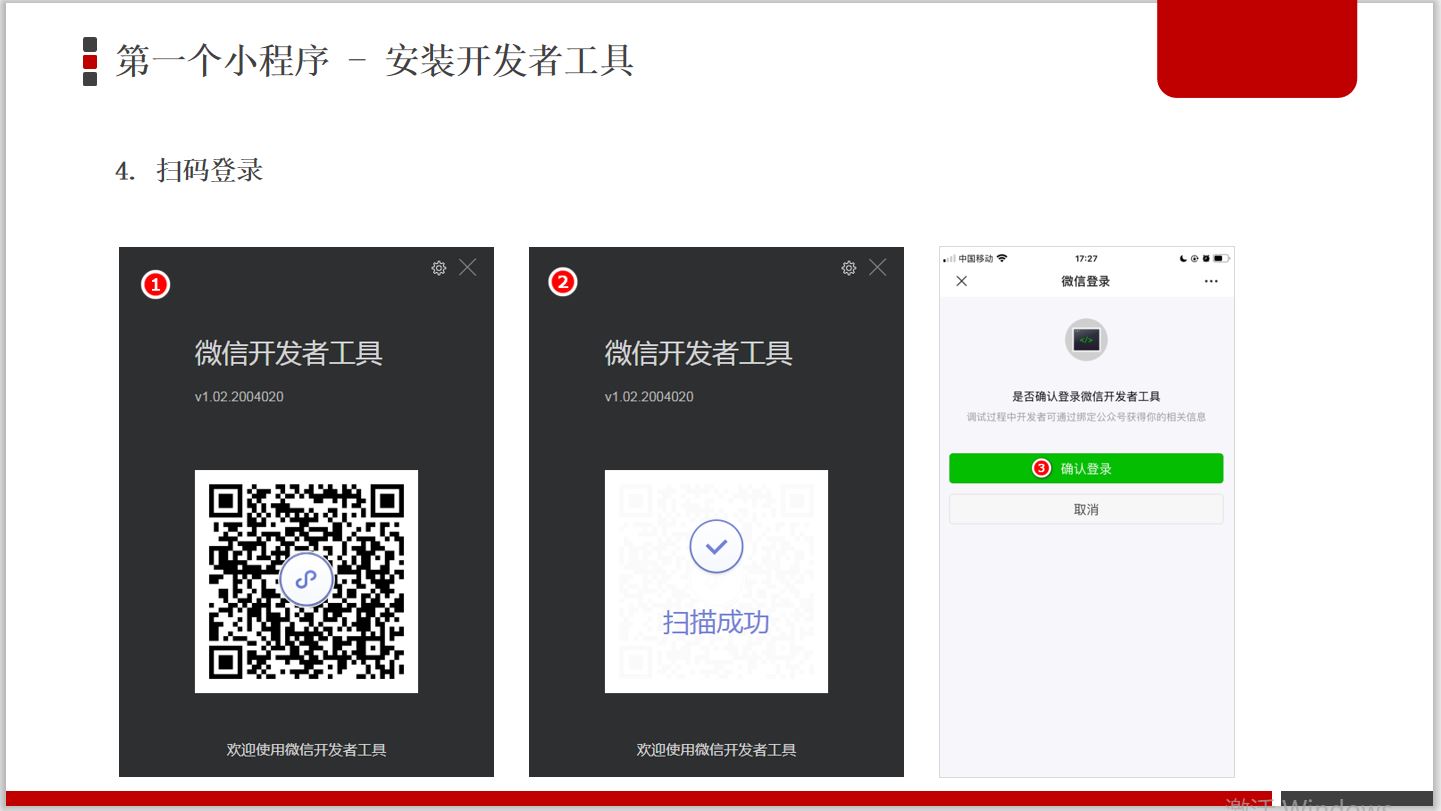 第一个小程序 - 安装开发者工具
4. 扫码登录
1
微信开发者工具
v1.02.2004020
欢迎使用微信开发者工具
2
微信开发者工具
v1.02.2004020
扫描成功
欢迎使用微信开发者工具
中国移动 17:27
微信登录
</>
是否确认登录微信开发者工具
调试过程中开发者可通过绑定公众号获得你的相关信息
3 确认登录
取消
激活 Windows